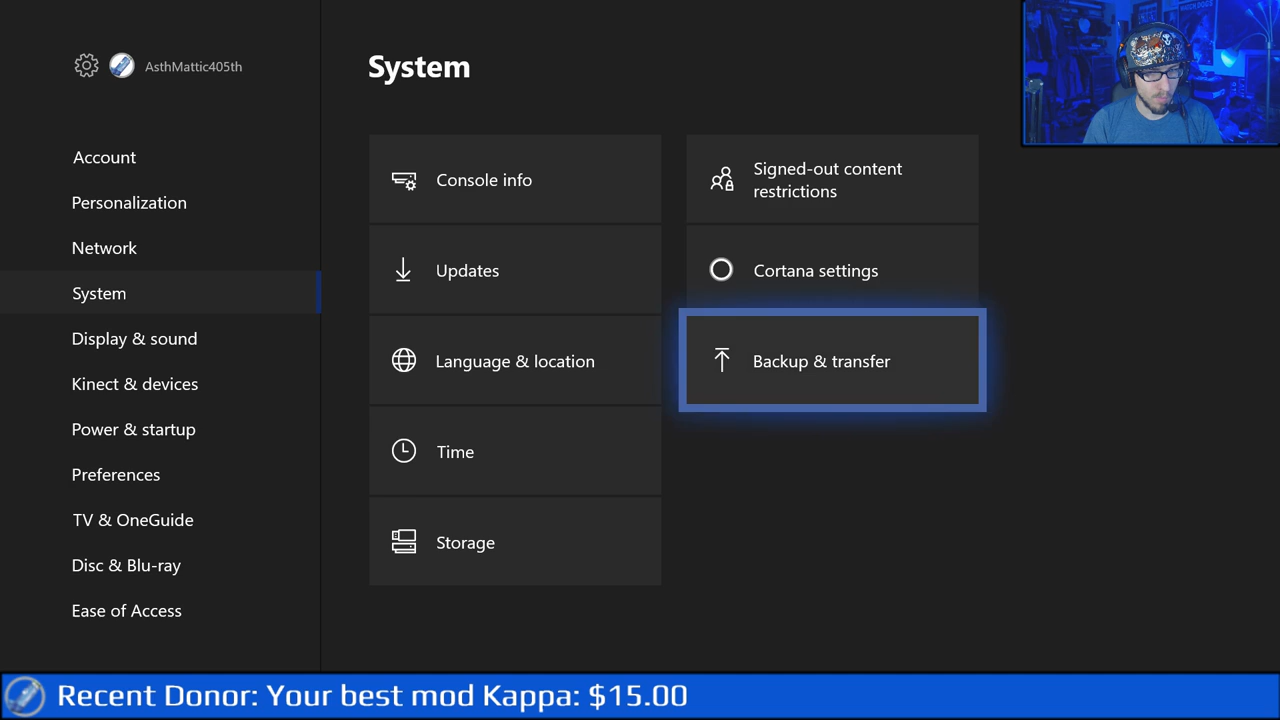 AsthMattic405th
Account
Personalization
Network
System
Display & sound
Kinect & devices
Power & startup
Preferences
TV & OneGuide
Disc & Blu-ray
Ease of Access
System
Console info
Updates
Language & location
Time
Storage
Signed-out content
restrictions
Cortana settings
Backup & transfer
Recent Donor: Your best mod Kappa: $15.00